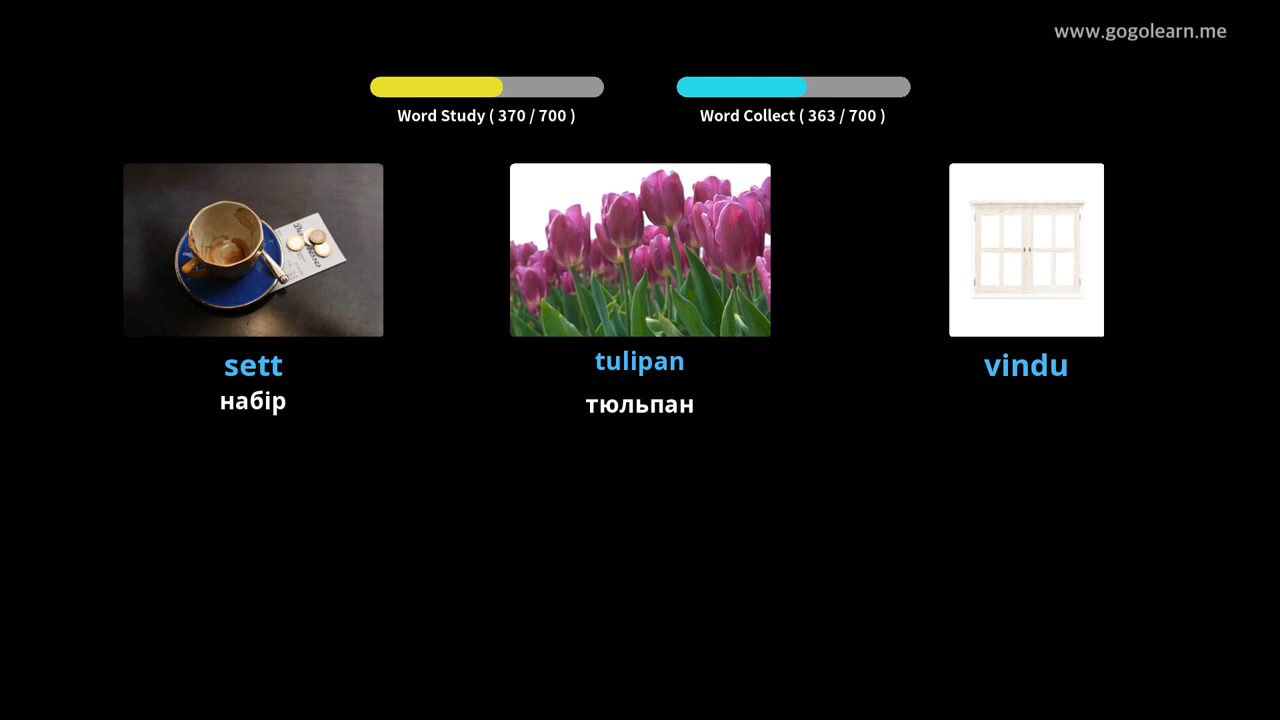 www.gogolearn.me
Word Study ( 370 / 700 )
Word Collect ( 363 / 700 )
sett
набір
tulipan
тюльпан
vindu